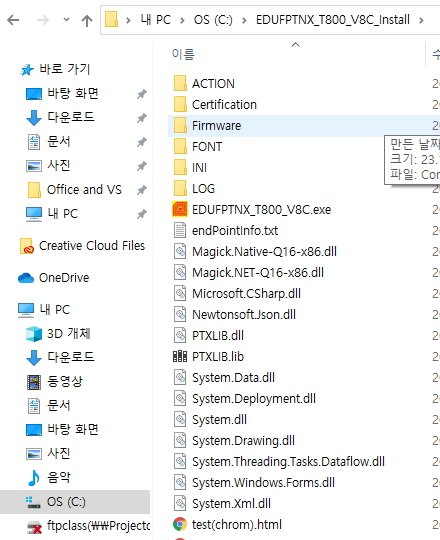 내 PC > OS (C:) > EDUFPTNX_T800_V8C_Install >
이름
바로 가기
바탕 화면
다운로드
문서
사진
Office and VS
내 PC
Creative Cloud Files
OneDrive
내 PC
3D 개체
다운로드
동영상
문서
바탕 화면
사진
음악
OS (C:)
ftpclass(₩₩Projecto
ACTION
Certification
Firmware
FONT
INI
LOG
EDUFPTNX_T800_V8C.exe
endPointInfo.txt
Magick.Native-Q16-x86.dll
Magick.NET-Q16-x86.dll
Microsoft.CSharp.dll
Newtonsoft.Json.dll
PTXLIB.dll
PTXLIB.lib
System.Data.dll
System.Deployment.dll
System.dll
System.Drawing.dll
System.Threading.Tasks.Dataflow.dll
System.Windows.Forms.dll
System.Xml.dll
test(chrom).html
만든 날짜
크기: 23.
파일: Cor